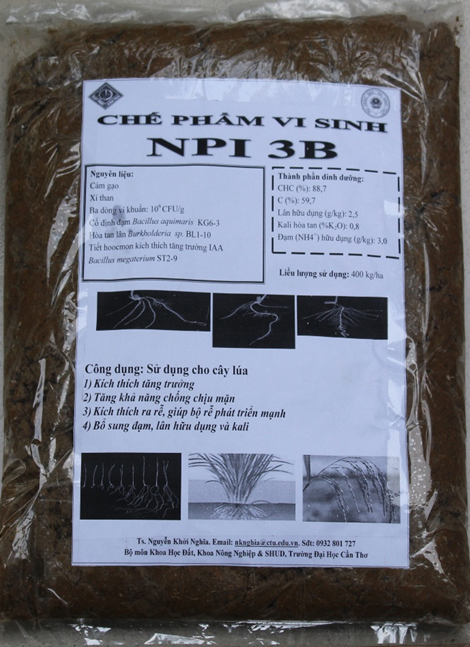 CHẾ PHẨM VI SINH
NPI 3B
Nguyên liệu:
Cám gạo
Xỉ than
Ba dòng vi khuẩn: 10⁸ CFU/g
Cố định đạm Bacillus aquimaris KG6-3
Hòa tan lân Burkholderia sp. BL1-10
Tiết hoocmon kích thích tăng trưởng IAA
Bacillus megaterium ST2-9
Thành phần dinh dưỡng:
CHC (%): 88,7
C (%): 59,7
Lân hữu dụng (g/kg): 2,5
Kali hòa tan (%K₂O): 0,8
Đạm (NH4⁺) hữu dụng (g/kg): 3,0
Liều lượng sử dụng: 400 kg/ha
Công dụng: Sử dụng cho cây lúa
1) Kích thích tăng trưởng
2) Tăng khả năng chống chịu mặn
3) Kích thích ra rễ, giúp bộ rễ phát triển mạnh
4) Bổ sung đạm, lân hữu dụng và kali
Ts. Nguyễn Khởi Nghĩa. Email: nknghia@ctu.edu.vn. Sđt: 0932 801 727
Bộ môn Khoa Học Đất, Khoa Nông Nghiệp & SHUD, Trường Đại Học Cần Thơ